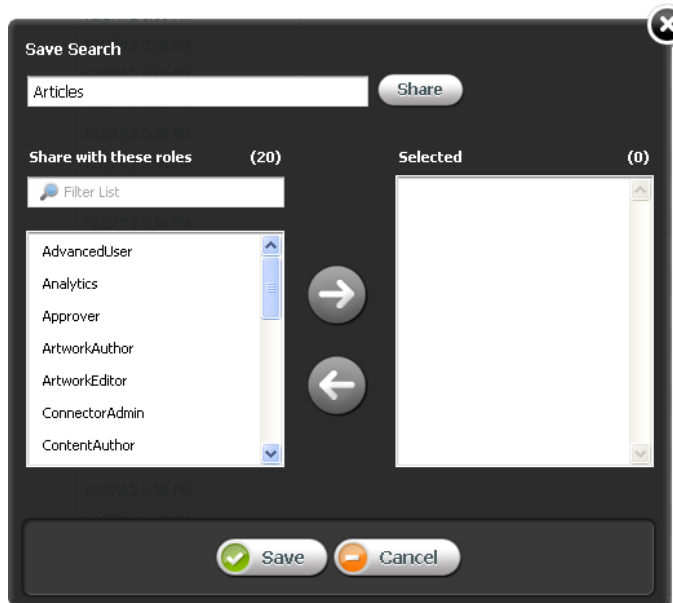 Save Search
Articles
Share
Share with these roles (20)
Filter List
AdvancedUser
Analytics
Approver
ArtworkAuthor
ArtworkEditor
ConnectorAdmin
ContentAuthor
Selected (0)
Save
Cancel